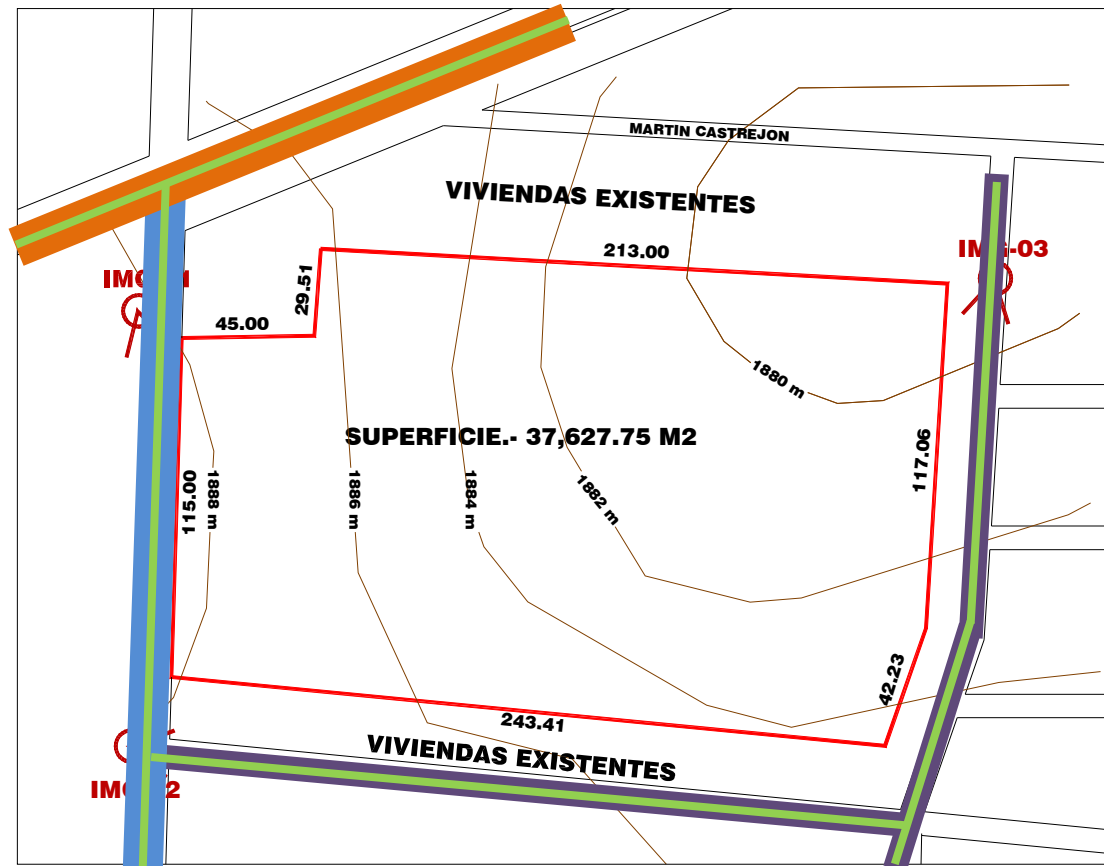 MARTIN CASTREJON
VIVIENDAS EXISTENTES
213.00
29.51
45.00
1880 m
SUPERFICIE.- 37,627.75 M2
117.06
115.00
1888 m
1886 m
1884 m
1882 m
42.23
243.41
VIVIENDAS EXISTENTES